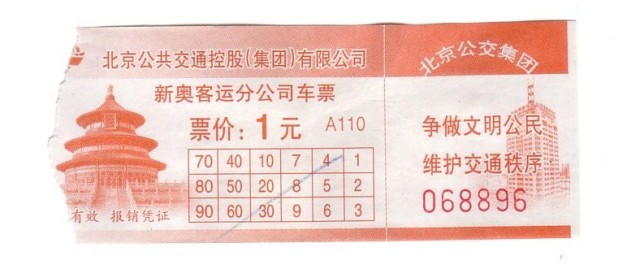 北京公共交通控股(集团)有限公司
新奥客运分公司车票
票价：1元 A110
70 40 10 7 4 1
80 50 20 8 5 2
90 60 30 9 6 3
有效 报销凭证
北京公交集团
争做文明公民
维护交通秩序
068896